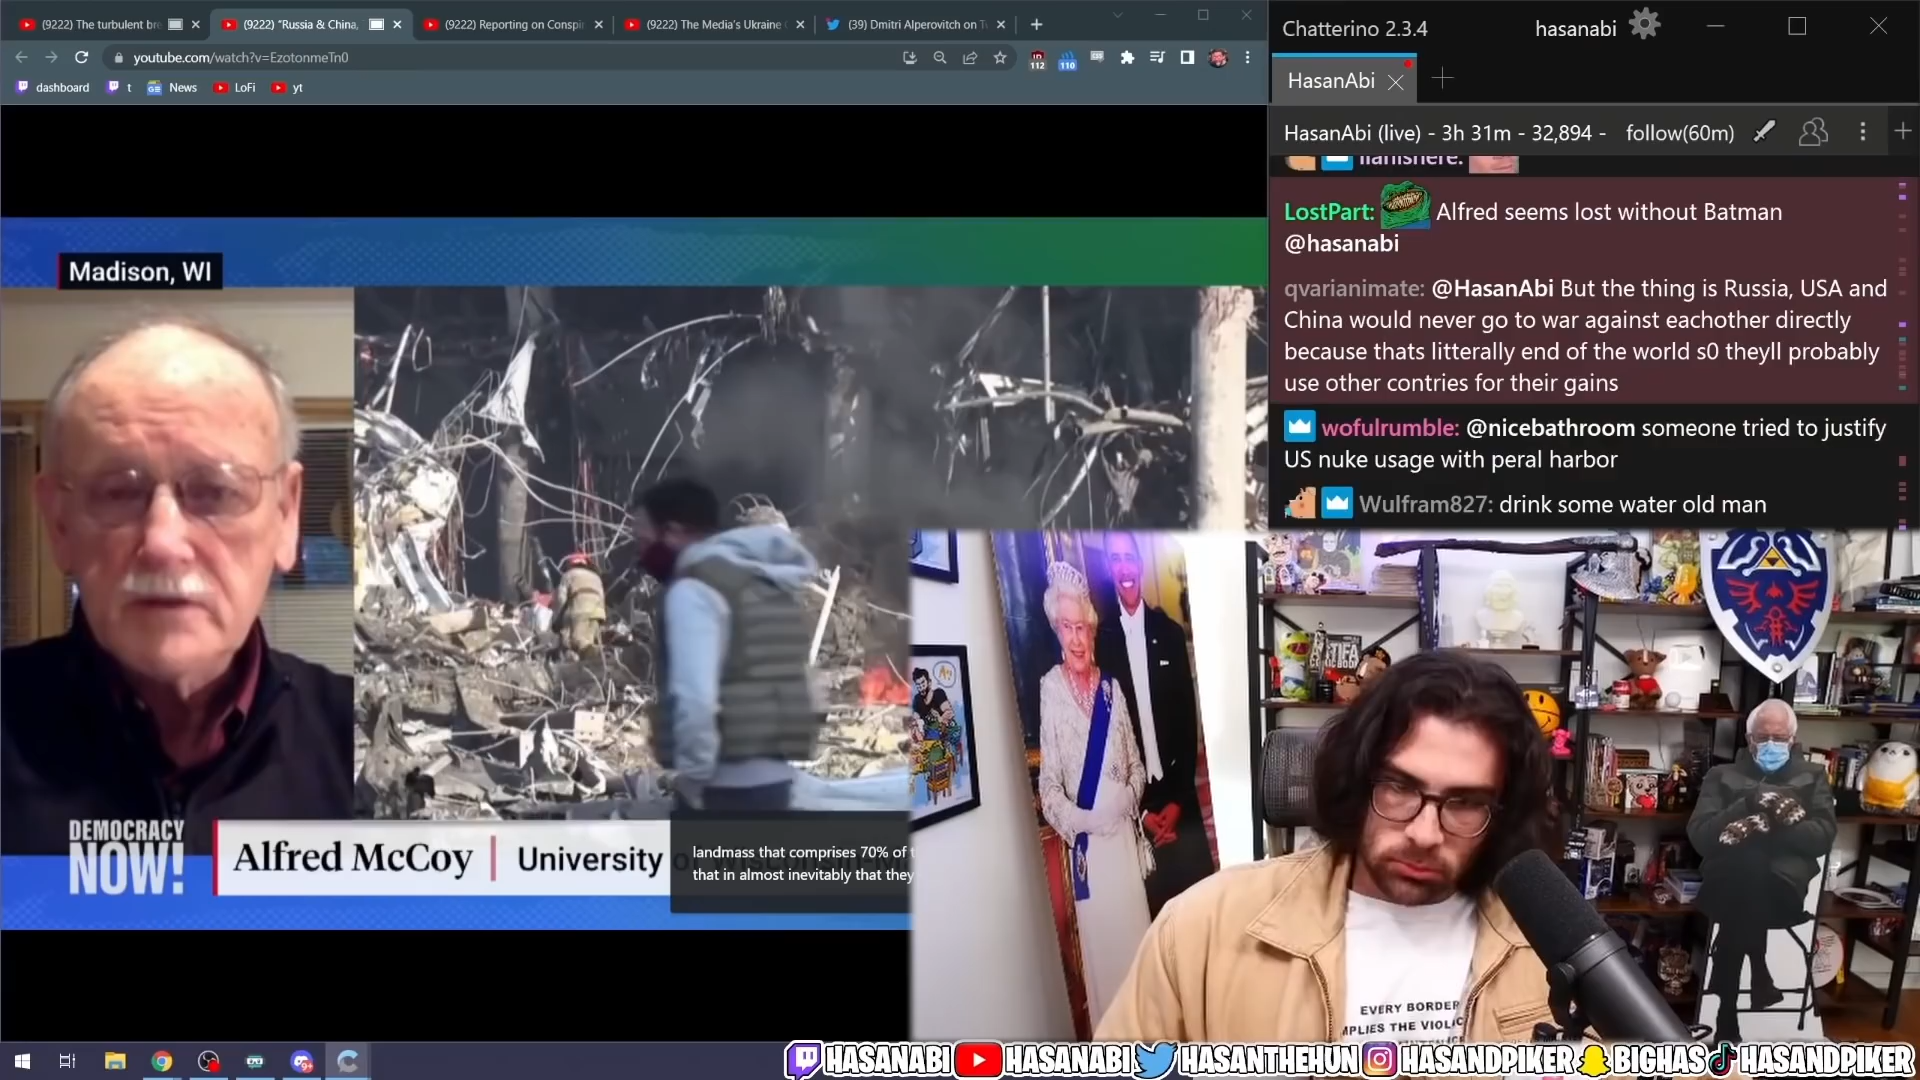 (9222) The turbulent bre
(9222) "Russia & China,
(9222) Reporting on Conspi
(9222) The Media's Ukraine
(39) Dmitri Alperovitch on T
youtube.com/watch?v=EzotonmeTn0
112
110
dashboard
t
News
LoFi
yt
Madison, WI
DEMOCRACY
NOW!
Alfred McCoy
University
landmass that comprises 70% of t
that in almost inevitably that they
Chatterino 2.3.4
hasanabi
HasanAbi
HasanAbi (live) - 3h 31m - 32,894 - follow(60m)
LostPart: Alfred seems lost without Batman
@hasanabi
qvarianimate: @HasanAbi But the thing is Russia, USA and
China would never go to war against eachother directly
because thats litterally end of the world s0 theyll probably
use other contries for their gains
wofulrumble: @nicebathroom someone tried to justify
US nuke usage with peral harbor
Wulfram827: drink some water old man
EVERY BORDER
MPLIES THE VIOLI
HASANABI
HASANABI
HASANTHEHUN
HASANDPIKER
BIGHAS
HASANDPIKER